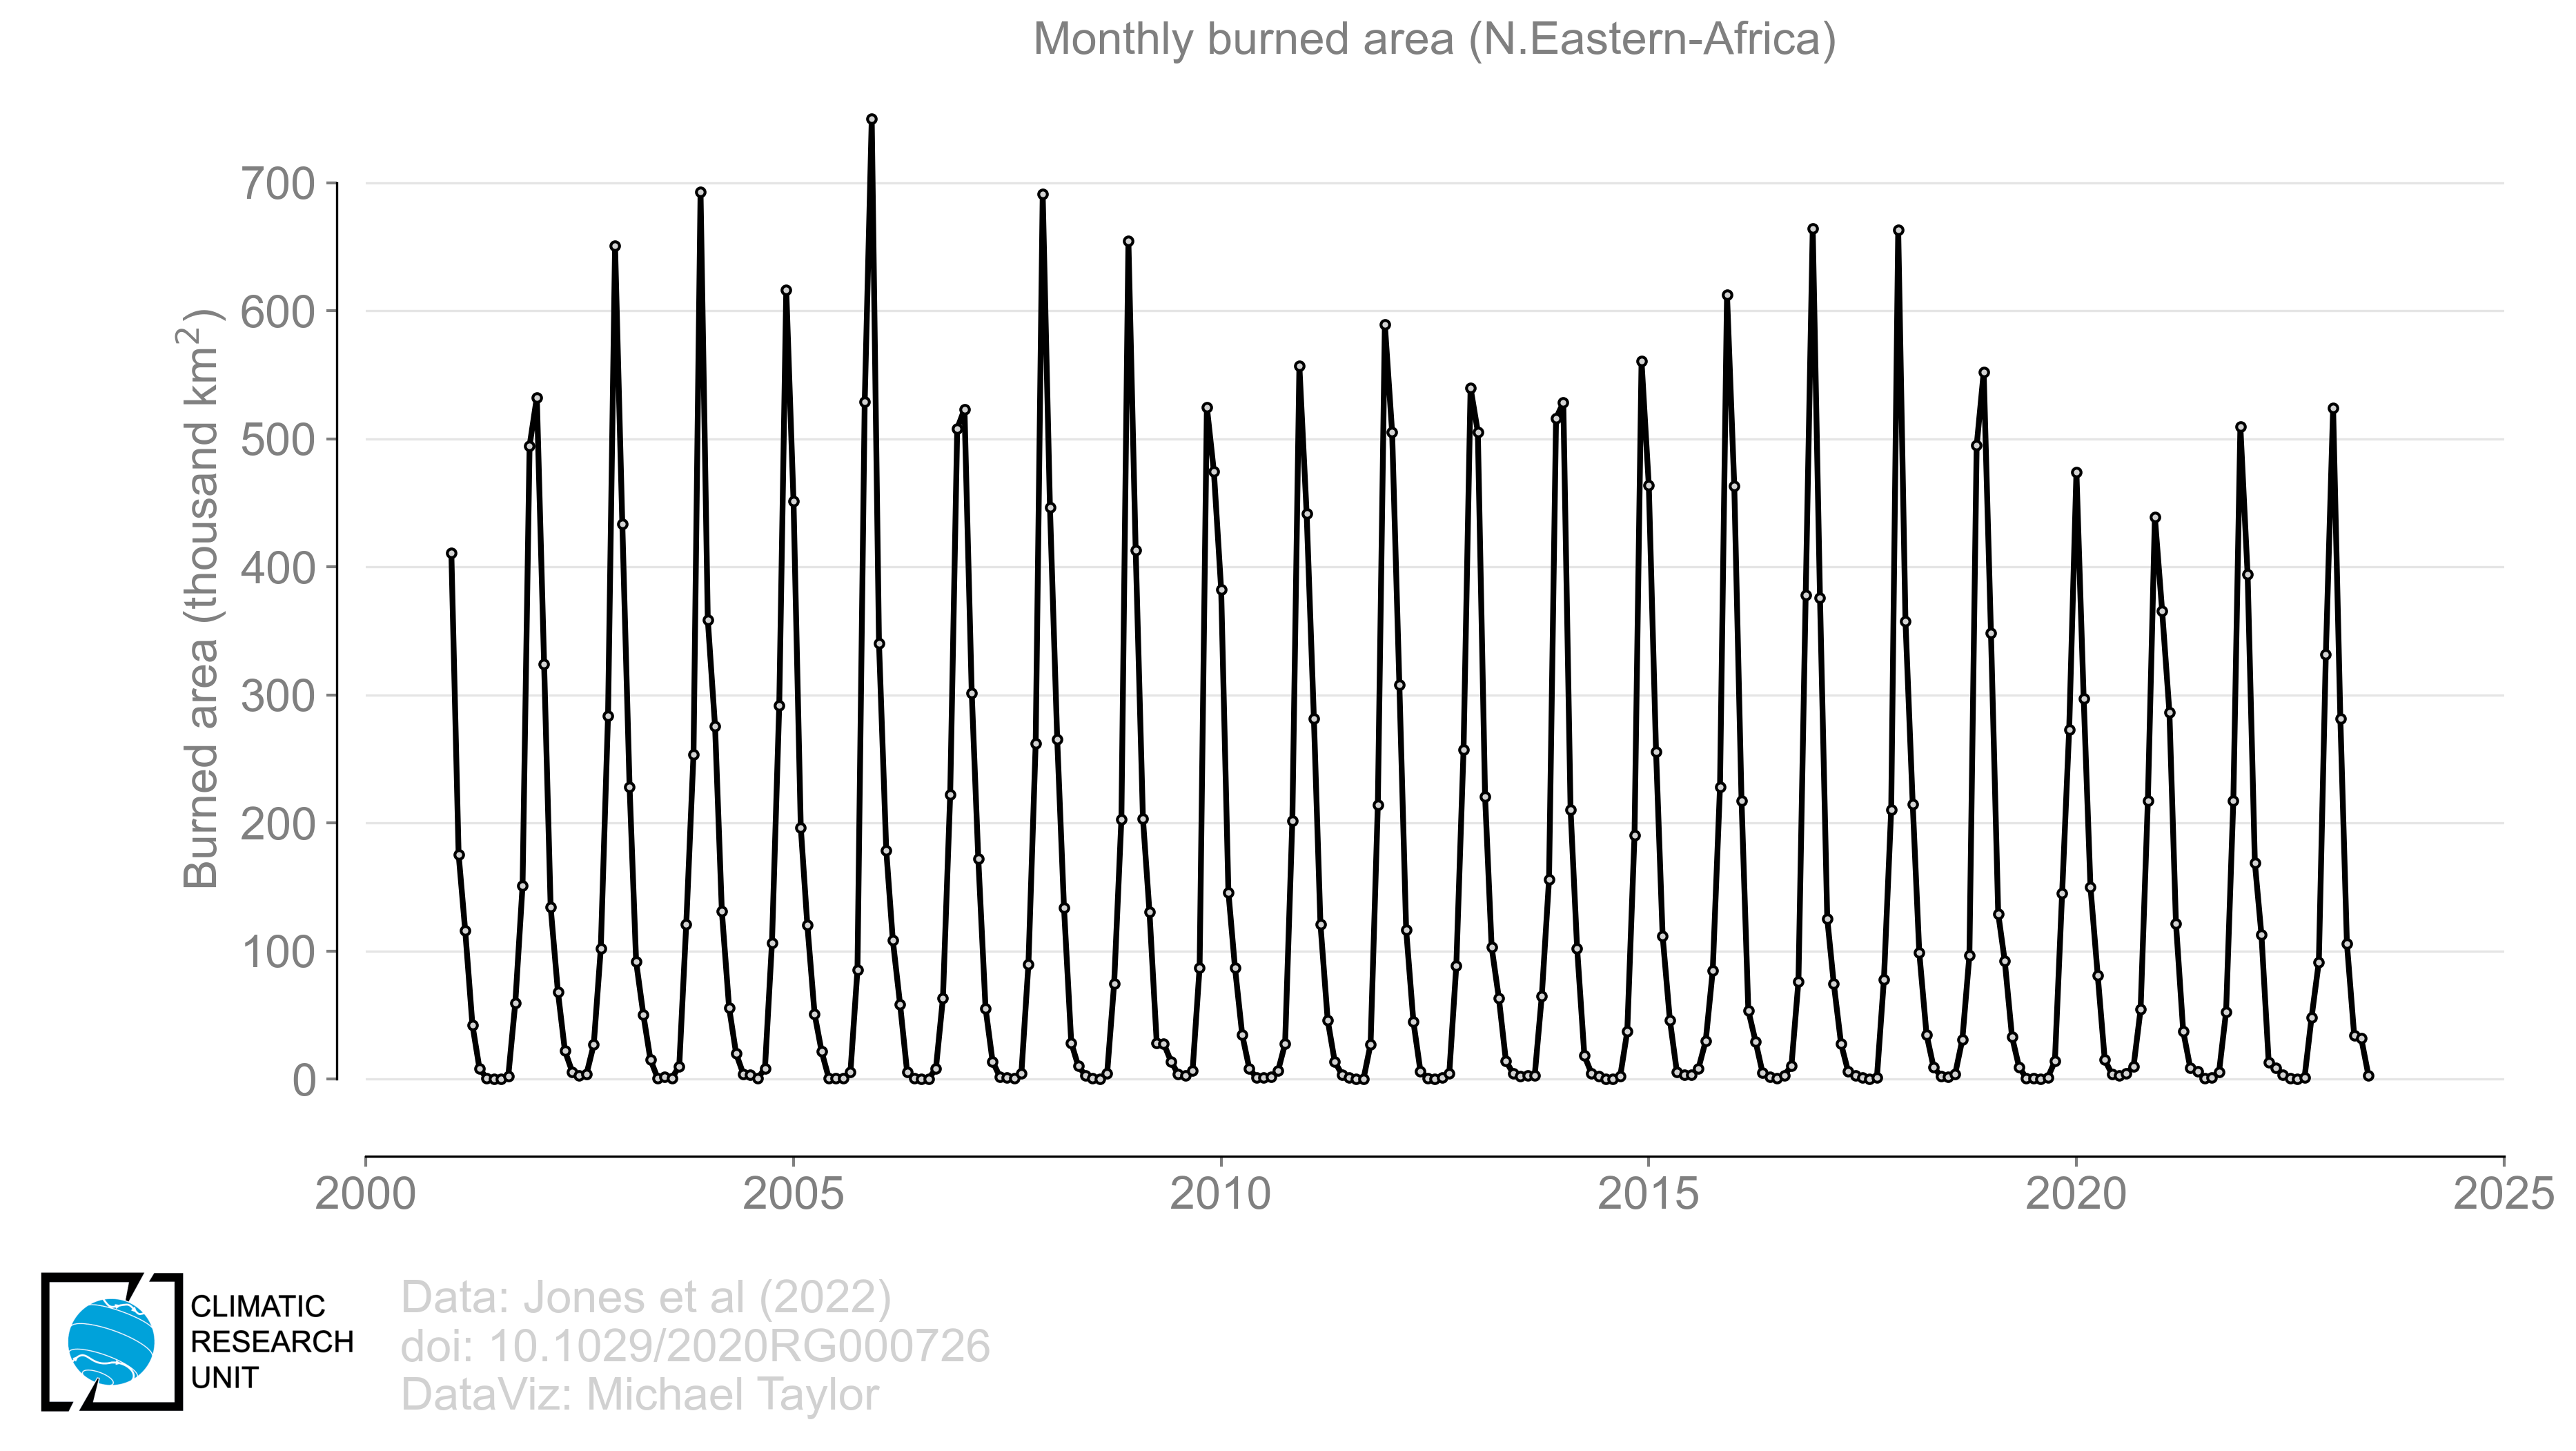 Monthly burned area (N.Eastern-Africa)
Burned area (thousand km²)
700
600
500
400
300
200
100
0
2000 2005 2010 2015 2020 2025
CLIMATIC
RESEARCH
UNIT
Data: Jones et al (2022)
doi: 10.1029/2020RG000726
DataViz: Michael Taylor